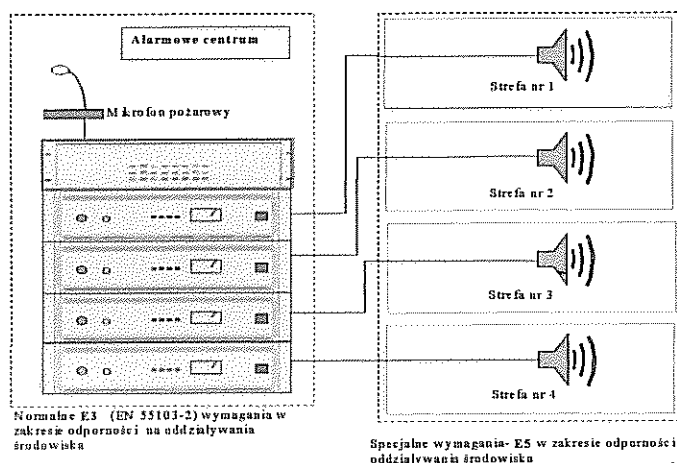 Alarmowe centrum
Mikrofon pożarowy
Strefa nr 1
Strefa nr 2
Strefa nr 3
Strefa nr 4
Normalne E3 (EN 55103-2) wymagania w
zakresie odporności na oddziaływania
środowiska
Specjalne wymagania- E5 w zakresie odporności
oddziaływania środowiska